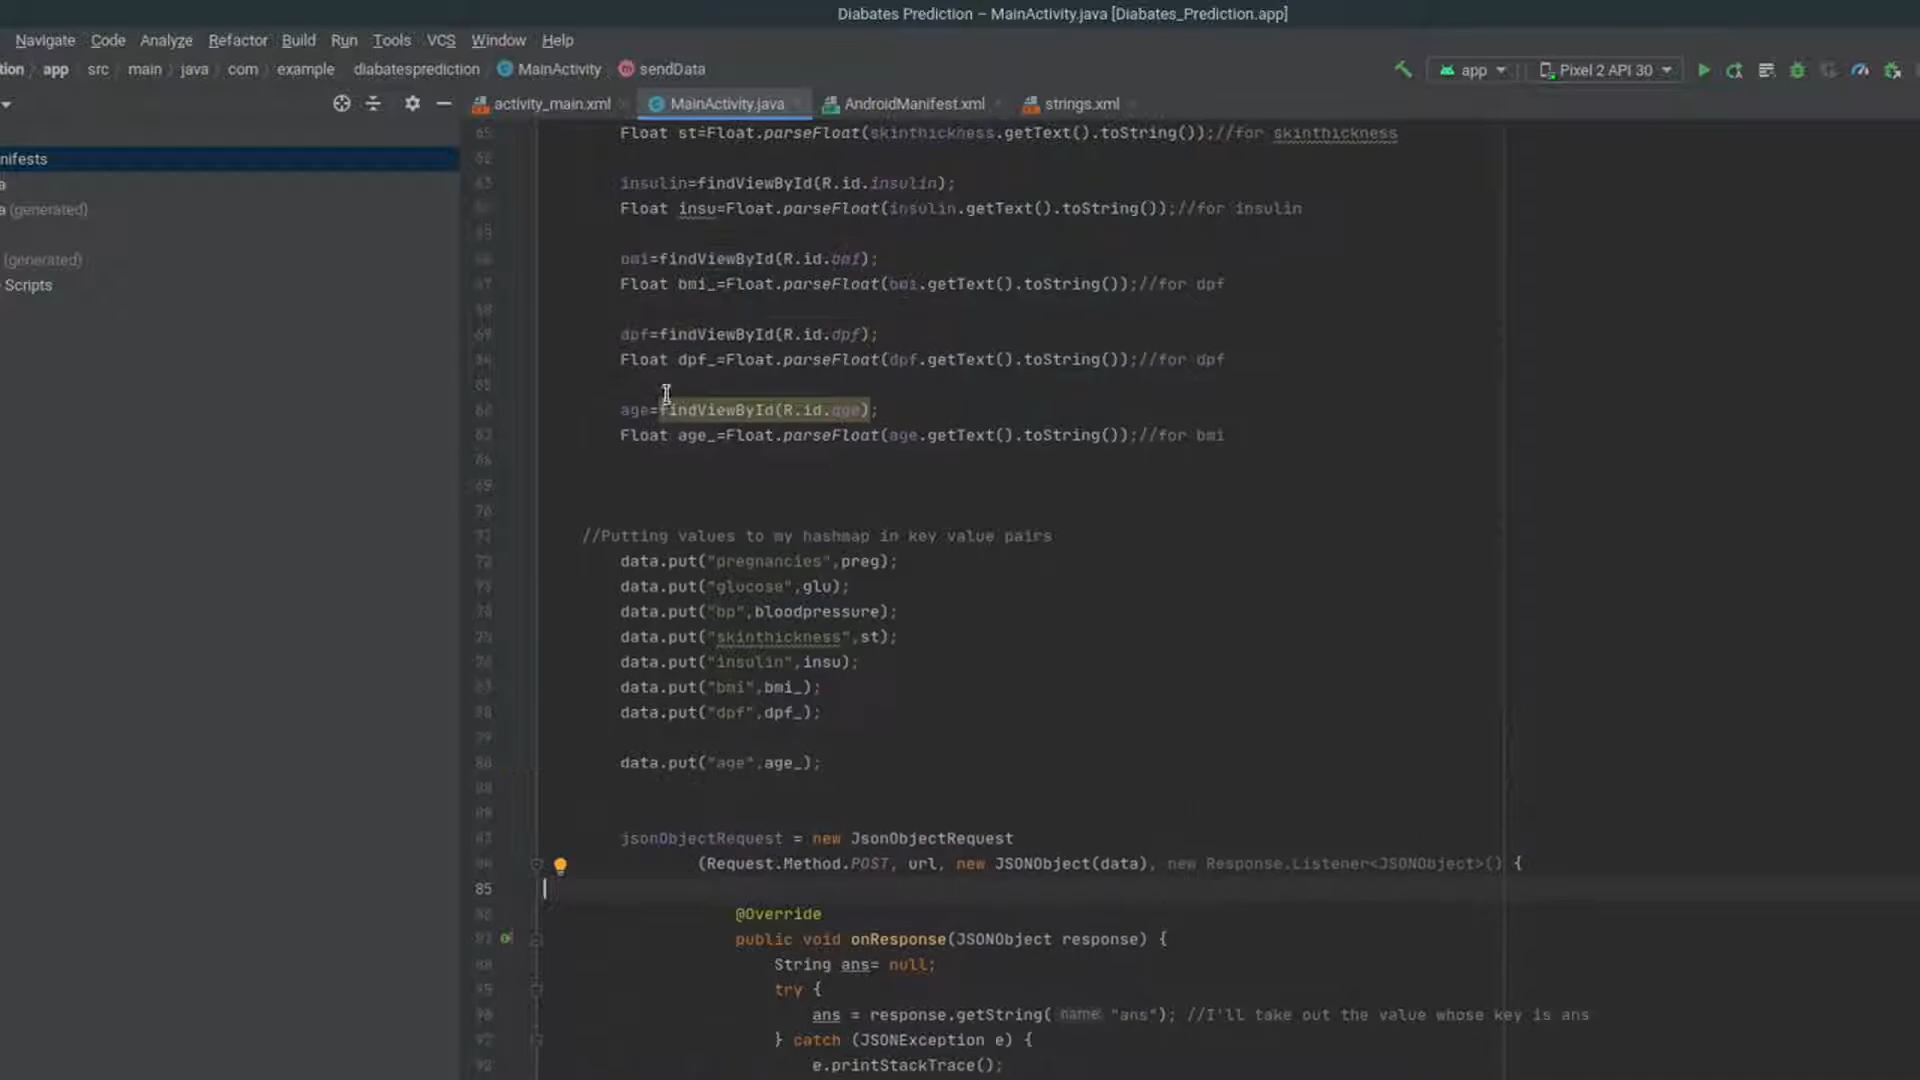 Diabates Prediction – MainActivity.java [Diabates_Prediction.app]
Navigate Code Analyze Refactor Build Run Tools VCS Window Help
tion app src main java com example diabatesprediction MainActivity sendData
app Pixel 2 API 30
activity_main.xml MainActivity.java AndroidManifest.xml strings.xml
nifests
a
a (generated)
(generated)
Scripts
Float st=Float.parseFloat(skinthickness.getText().toString());//for skinthickness
insulin=findViewById(R.id.insulin);
Float insu=Float.parseFloat(insulin.getText().toString());//for insulin
bmi=findViewById(R.id.bmi);
Float bmi_=Float.parseFloat(bmi.getText().toString());//for dpf
dpf=findViewById(R.id.dpf);
Float dpf_=Float.parseFloat(dpf.getText().toString());//for dpf
age=findViewById(R.id.age);
Float age_=Float.parseFloat(age.getText().toString());//for bmi
//Putting values to my hashmap in key value pairs
data.put("pregnancies",preg);
data.put("glucose",glu);
data.put("bp",bloodpressure);
data.put("skinthickness",st);
data.put("insulin",insu);
data.put("bmi",bmi_);
data.put("dpf",dpf_);
data.put("age",age_);
jsonObjectRequest = new JsonObjectRequest
(Request.Method.POST, url, new JSONObject(data), new Response.Listener<JSONObject>() {
85
@Override
public void onResponse(JSONObject response) {
String ans= null;
try {
ans = response.getString( name: "ans"); //I'll take out the value whose key is ans
} catch (JSONException e) {
e.printStackTrace();